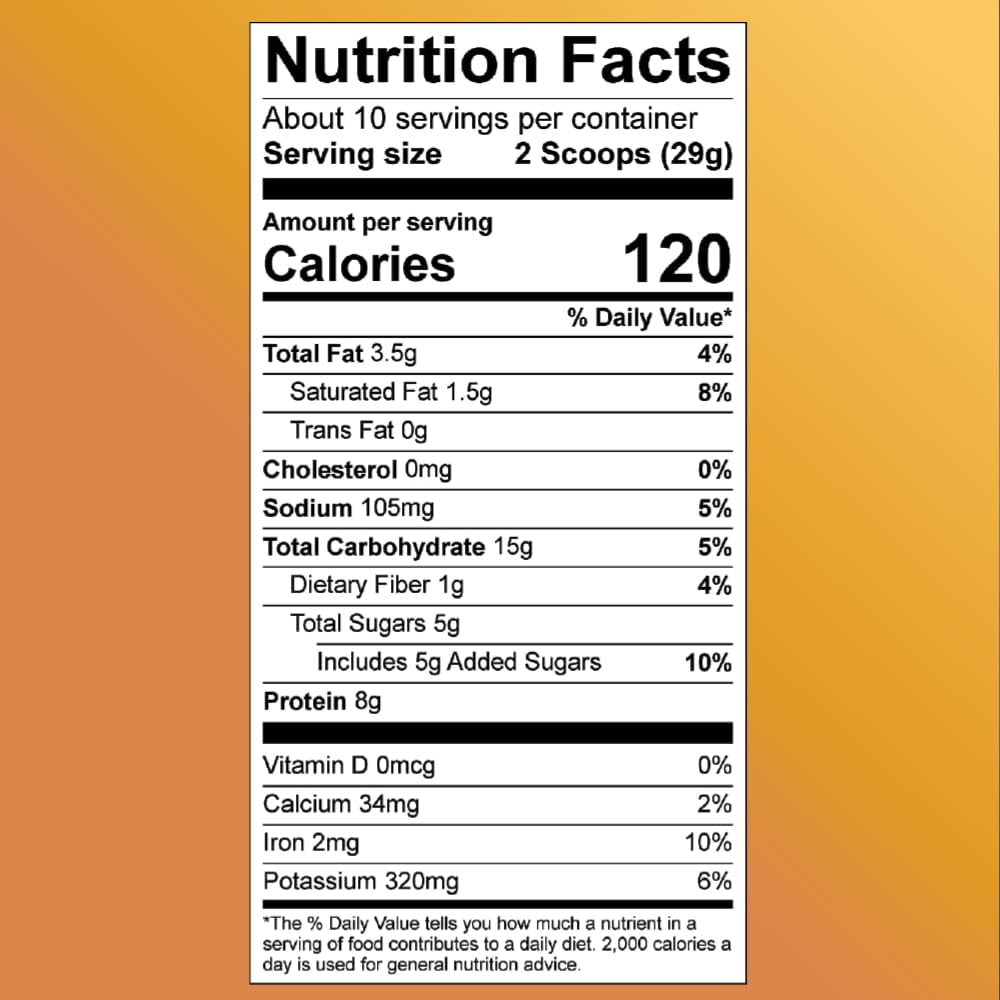 Nutrition Facts
About 10 servings per container
Serving size 2 Scoops (29g)
Amount per serving
Calories 120
% Daily Value*
Total Fat 3.5g 4%
Saturated Fat 1.5g 8%
Trans Fat 0g
Cholesterol 0mg 0%
Sodium 105mg 5%
Total Carbohydrate 15g 5%
Dietary Fiber 1g 4%
Total Sugars 5g
Includes 5g Added Sugars 10%
Protein 8g
Vitamin D 0mcg 0%
Calcium 34mg 2%
Iron 2mg 10%
Potassium 320mg 6%
*The % Daily Value tells you how much a nutrient in a
serving of food contributes to a daily diet. 2,000 calories a
day is used for general nutrition advice.